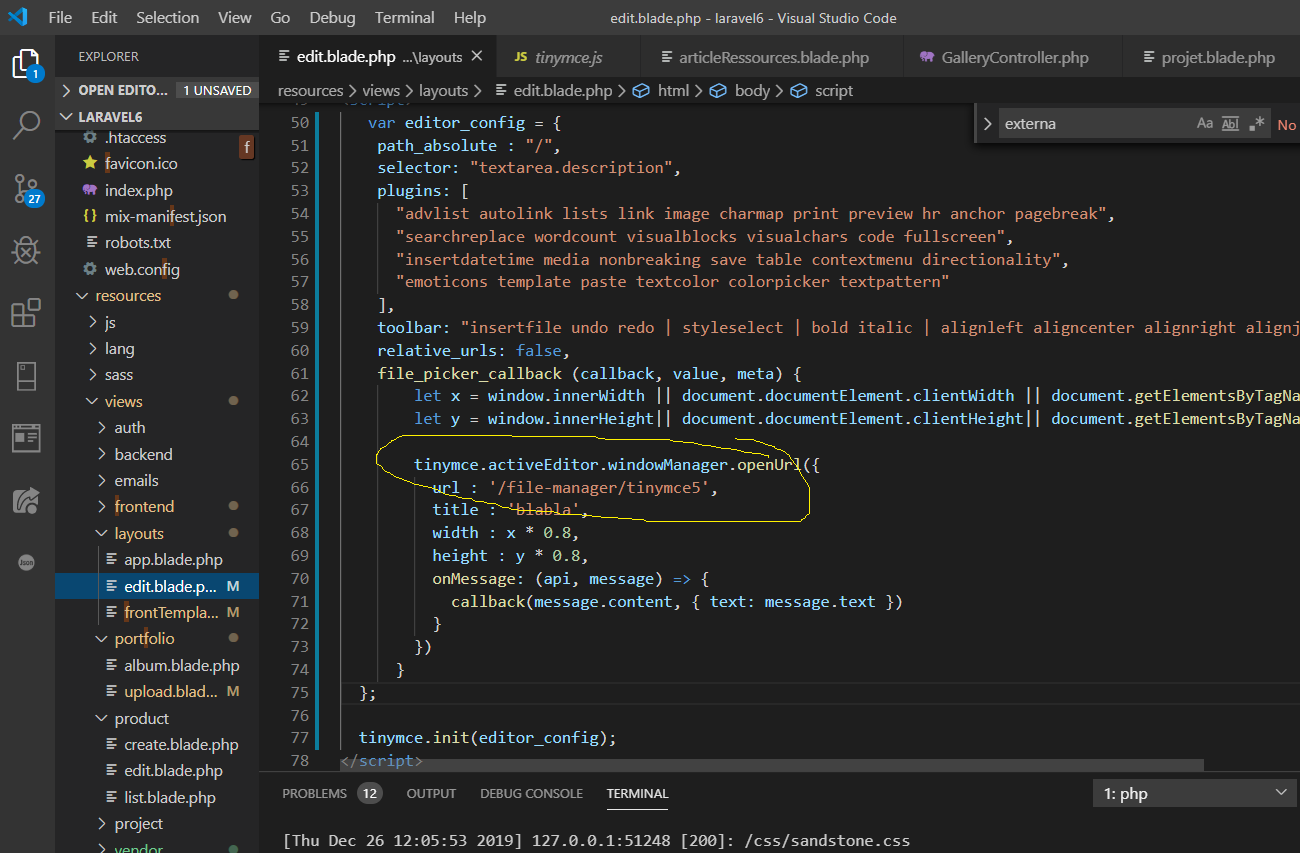 File Edit Selection View Go Debug Terminal Help
edit.blade.php - laravel6 - Visual Studio Code
EXPLORER
edit.blade.php ...\layouts
JS tinymce.js
articleRessources.blade.php
GalleryController.php
projet.blade.php
OPEN EDITO... 1 UNSAVED
resources > views > layouts > edit.blade.php > html > body > script
LARAVEL6
externa
Aa Abl .*
No
.htaccess
f
favicon.ico
index.php
mix-manifest.json
robots.txt
web.config
resources
js
lang
sass
views
auth
backend
emails
frontend
layouts
app.blade.php
edit.blade.p... M
frontTempla... M
portfolio
album.blade.php
upload.blad... M
product
create.blade.php
edit.blade.php
list.blade.php
project
vendor
1
27
Json
<script>
50 var editor_config = {
51 path_absolute : "/",
52 selector: "textarea.description",
53 plugins: [
54 "advlist autolink lists link image charmap print preview hr anchor pagebreak",
55 "searchreplace wordcount visualblocks visualchars code fullscreen",
56 "insertdatetime media nonbreaking save table contextmenu directionality",
57 "emoticons template paste textcolor colorpicker textpattern"
58 ],
59 toolbar: "insertfile undo redo | styleselect | bold italic | alignleft aligncenter alignright alignj
60 relative_urls: false,
61 file_picker_callback (callback, value, meta) {
62 let x = window.innerWidth || document.documentElement.clientWidth || document.getElementsByTagNa
63 let y = window.innerHeight|| document.documentElement.clientHeight|| document.getElementsByTagNa
64
65 tinymce.activeEditor.windowManager.openUrl({
66 url : '/file-manager/tinymce5',
67 title : 'blabla',
68 width : x * 0.8,
69 height : y * 0.8,
70 onMessage: (api, message) => {
71 callback(message.content, { text: message.text })
72 }
73 })
74 }
75 };
76
77 tinymce.init(editor_config);
78 </script>
PROBLEMS 12 OUTPUT DEBUG CONSOLE TERMINAL
1: php
[Thu Dec 26 12:05:53 2019] 127.0.0.1:51248 [200]: /css/sandstone.css